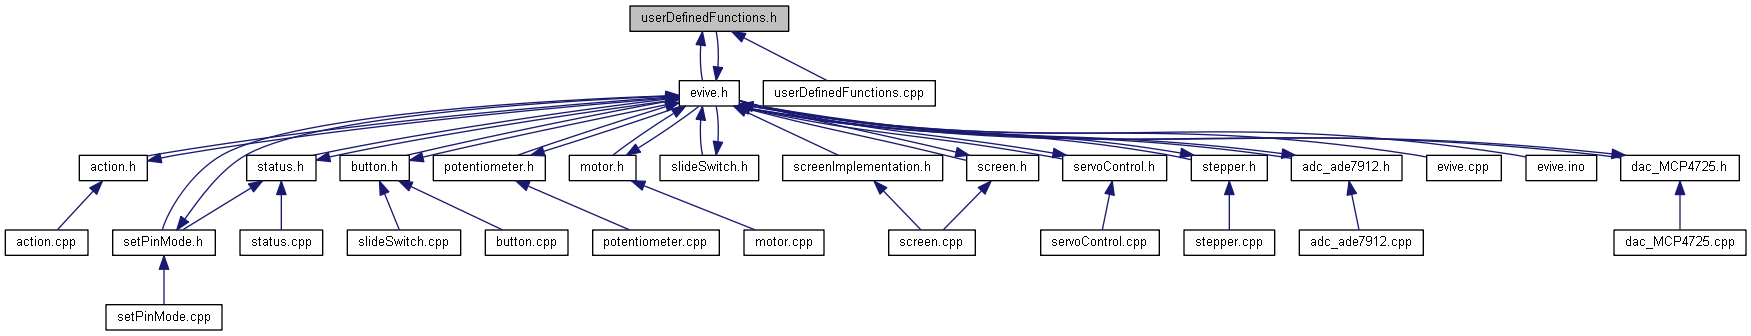 userDefinedFunctions.h
evive.h
userDefinedFunctions.cpp
action.h
status.h
button.h
potentiometer.h
motor.h
slideSwitch.h
screenImplementation.h
screen.h
servoControl.h
stepper.h
adc_ade7912.h
evive.cpp
evive.ino
dac_MCP4725.h
action.cpp
setPinMode.h
status.cpp
slideSwitch.cpp
button.cpp
potentiometer.cpp
motor.cpp
screen.cpp
servoControl.cpp
stepper.cpp
adc_ade7912.cpp
dac_MCP4725.cpp
setPinMode.cpp